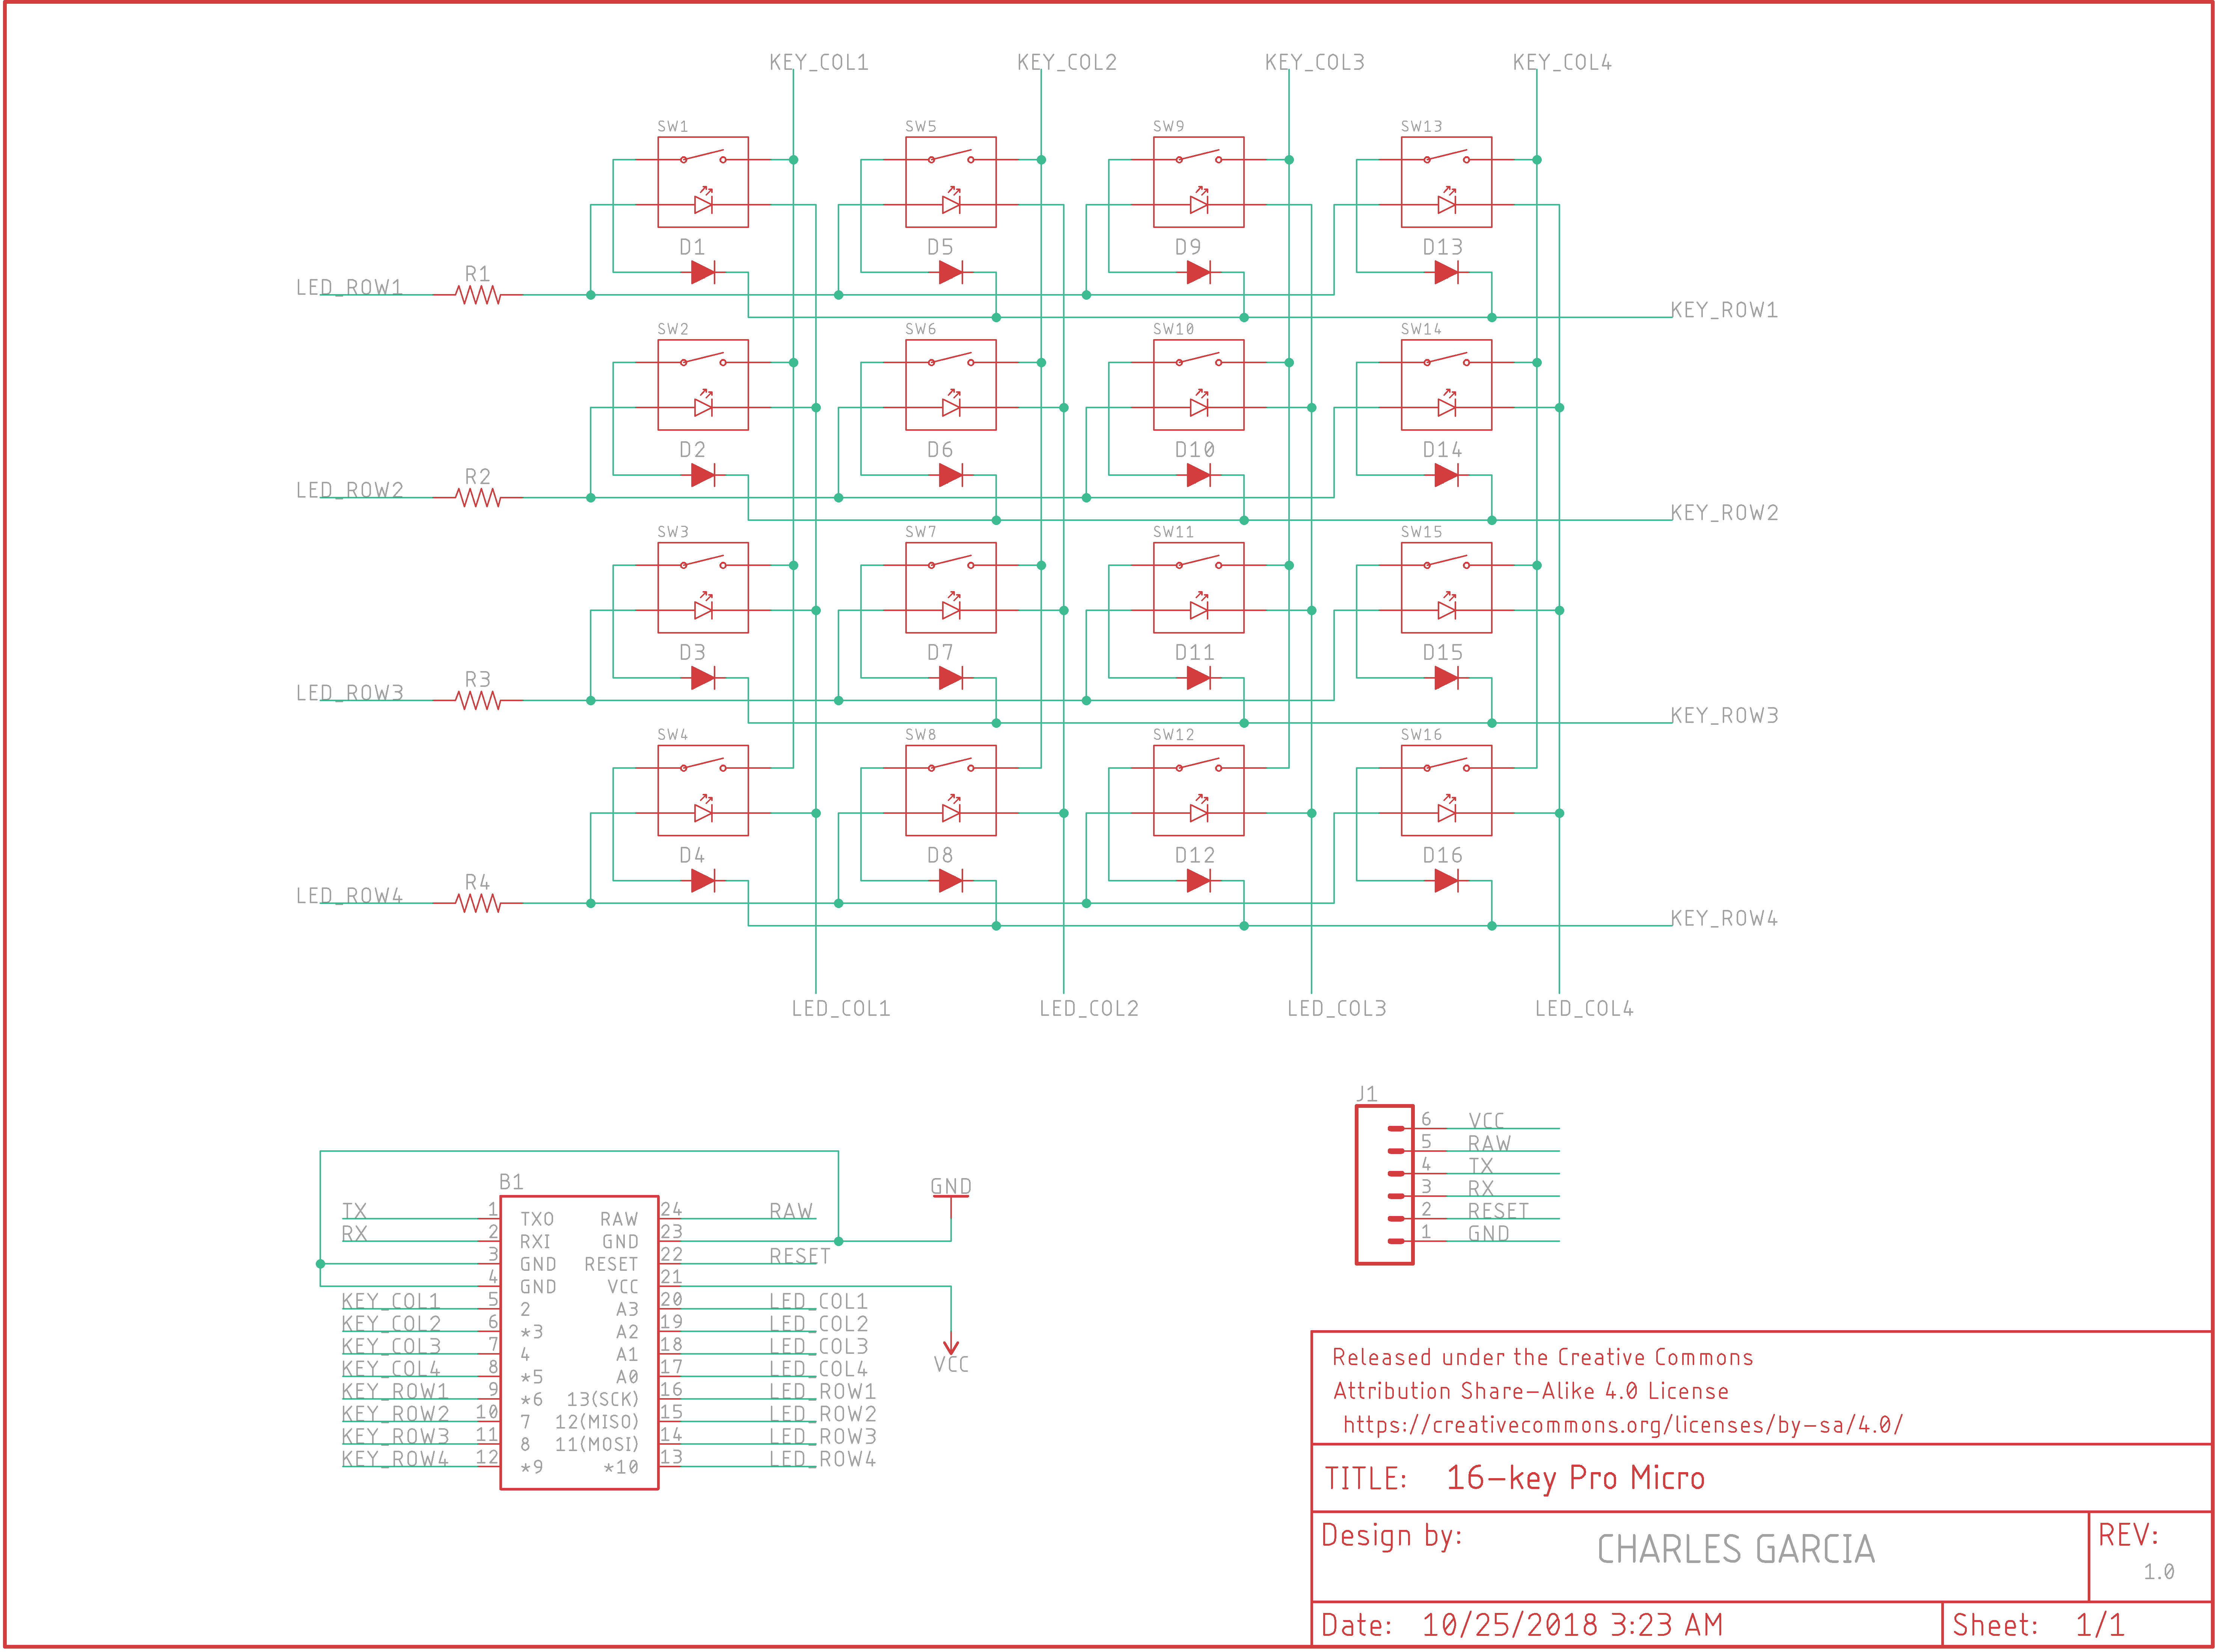 KEY_COL1 KEY_COL2 KEY_COL3 KEY_COL4
SW1 SW5 SW9 SW13
D1 D5 D9 D13
LED_ROW1 R1
KEY_ROW1
SW2 SW6 SW10 SW14
D2 D6 D10 D14
LED_ROW2 R2
KEY_ROW2
SW3 SW7 SW11 SW15
D3 D7 D11 D15
LED_ROW3 R3
KEY_ROW3
SW4 SW8 SW12 SW16
D4 D8 D12 D16
LED_ROW4 R4
KEY_ROW4
LED_COL1 LED_COL2 LED_COL3 LED_COL4
B1
GND
TX 1 TXO RAW 24 RAW
RX 2 RXI GND 23
3 GND RESET 22 RESET
4 GND VCC 21
KEY_COL1 5 2 A3 20 LED_COL1
KEY_COL2 6 *3 A2 19 LED_COL2
KEY_COL3 7 4 A1 18 LED_COL3
KEY_COL4 8 *5 A0 17 LED_COL4
KEY_ROW1 9 *6 13(SCK) 16 LED_ROW1
KEY_ROW2 10 7 12(MISO) 15 LED_ROW2
KEY_ROW3 11 8 11(MOSI) 14 LED_ROW3
KEY_ROW4 12 *9 *10 13 LED_ROW4
VCC
J1
6 VCC
5 RAW
4 TX
3 RX
2 RESET
1 GND
Released under the Creative Commons
Attribution Share-Alike 4.0 License
https://creativecommons.org/licenses/by-sa/4.0/
TITLE: 16-key Pro Micro
Design by: CHARLES GARCIA
REV:
1.0
Date: 10/25/2018 3:23 AM
Sheet: 1/1